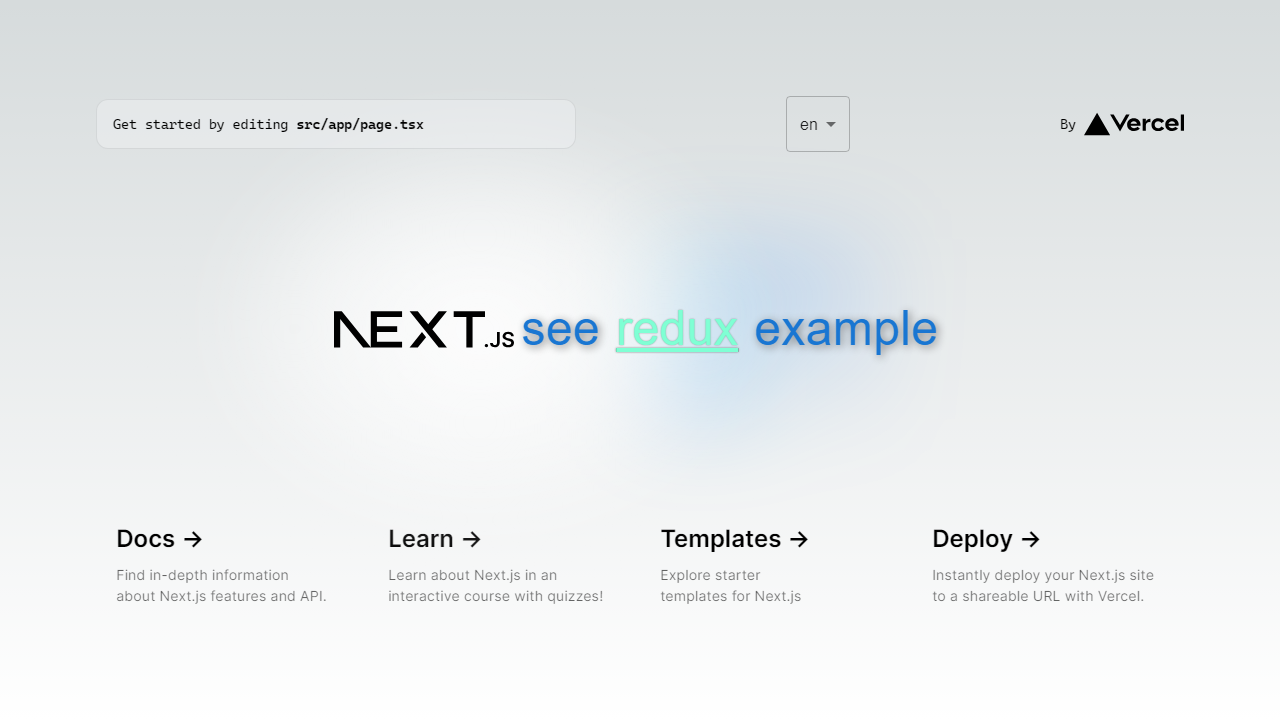 Get started by editing src/app/page.tsx
en
By Vercel
NEXT.JS see redux example
Docs ->
Find in-depth information
about Next.js features and API.
Learn ->
Learn about Next.js in an
interactive course with quizzes!
Templates ->
Explore starter
templates for Next.js
Deploy ->
Instantly deploy your Next.js site
to a shareable URL with Vercel.